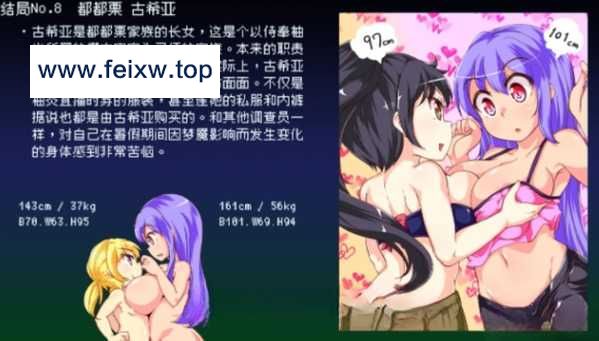 结局No.8 都都栗 古希亚
・古希亚是都都栗家族的长女，这是个以侍奉柚
www.feixw.top
。本来的职责
际上，古希亚
面面。不仅是
柚炎直播时穿的服装，甚至连她的私服和内裤
据说也都是由古希亚购买的。和其他调查员一
样，对自己在暑假期间因梦魔影响而发生变化
的身体感到非常苦恼。
143cm / 37kg
B70.W63.H95
161cm / 56kg
B101.W69.H94
97cm
101cm